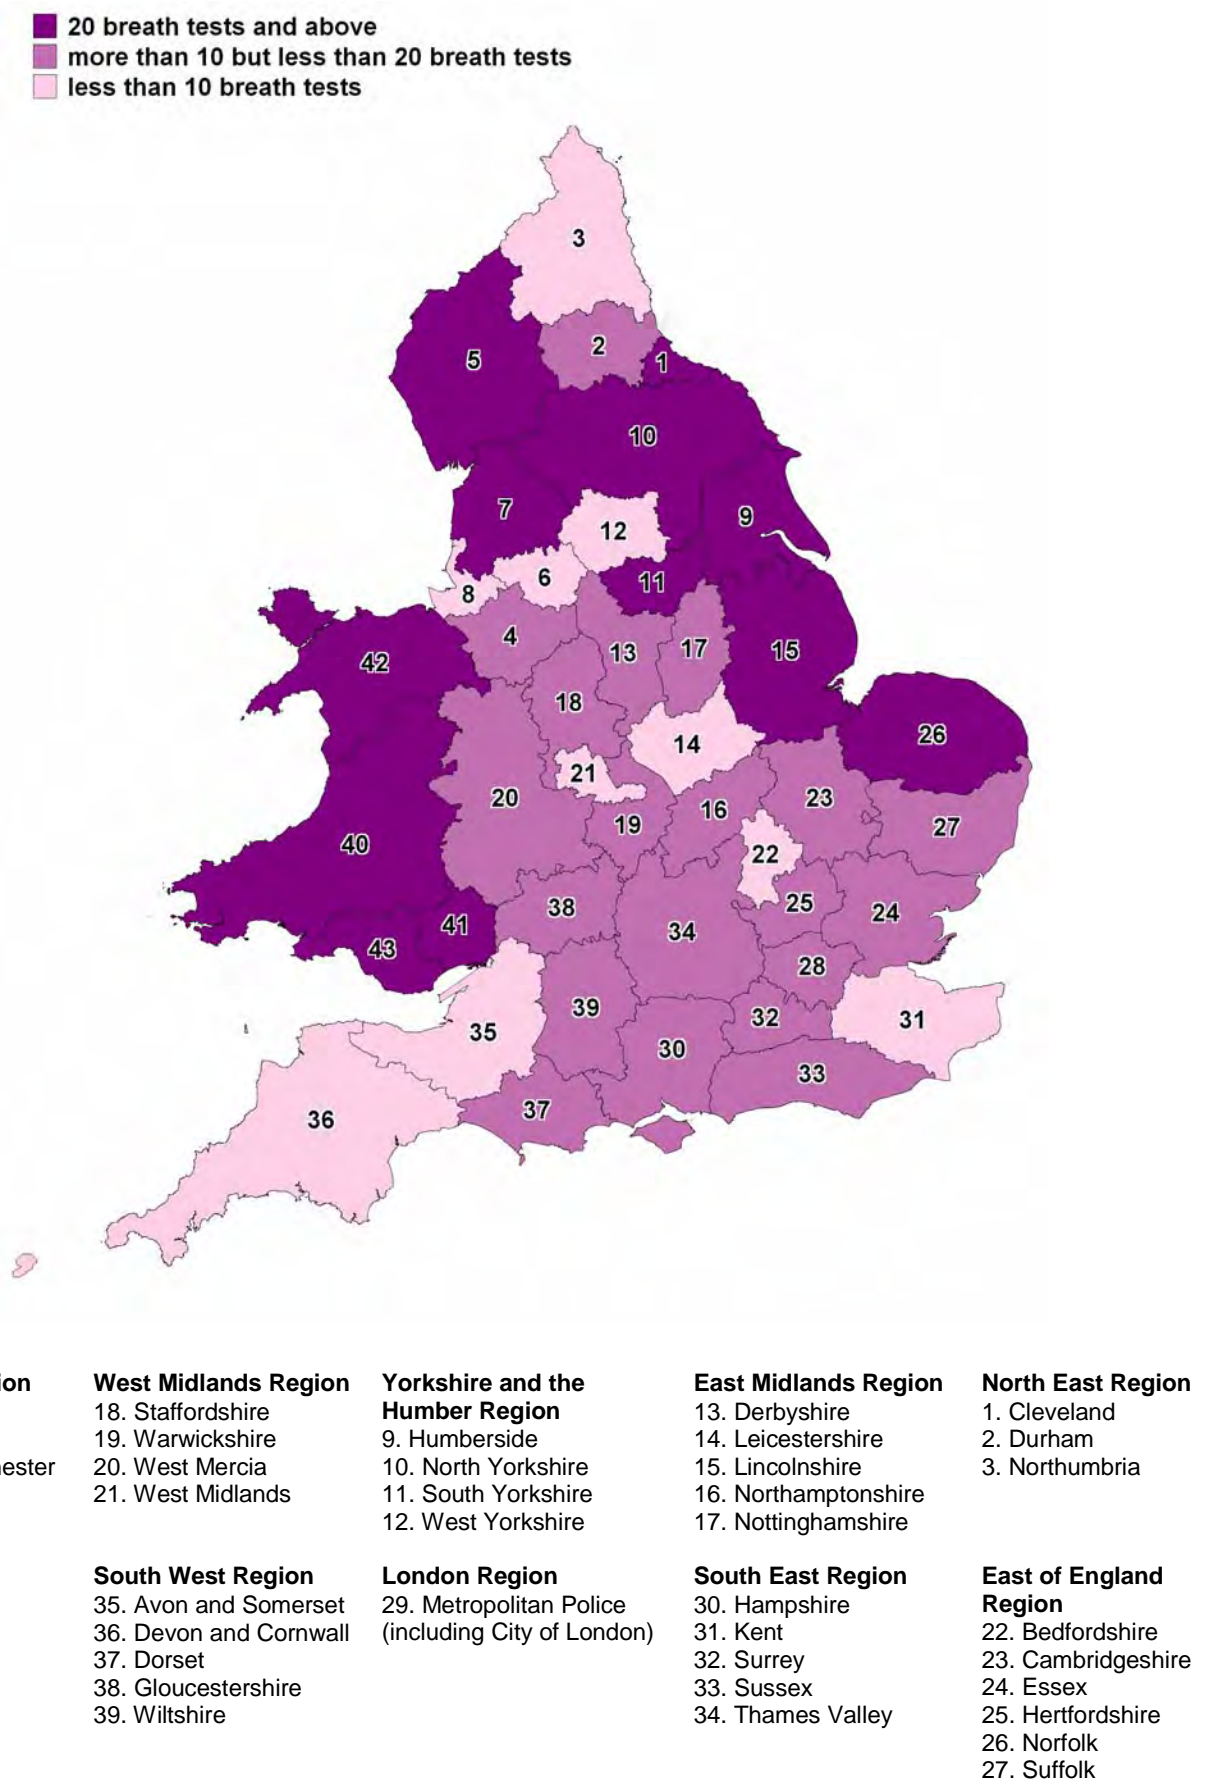 20 breath tests and above
more than 10 but less than 20 breath tests
less than 10 breath tests
3
5
2
1
10
7
12
9
6
11
8
4
13
17
15
42
18
14
26
21
20
16
23
19
27
22
40
25
38
24
41
34
43
28
39
32
31
35
30
33
37
36
ion
ester
West Midlands Region
18. Staffordshire
19. Warwickshire
20. West Mercia
21. West Midlands
Yorkshire and the
Humber Region
9. Humberside
10. North Yorkshire
11. South Yorkshire
12. West Yorkshire
East Midlands Region
13. Derbyshire
14. Leicestershire
15. Lincolnshire
16. Northamptonshire
17. Nottinghamshire
North East Region
1. Cleveland
2. Durham
3. Northumbria
South West Region
35. Avon and Somerset
36. Devon and Cornwall
37. Dorset
38. Gloucestershire
39. Wiltshire
London Region
29. Metropolitan Police
(including City of London)
South East Region
30. Hampshire
31. Kent
32. Surrey
33. Sussex
34. Thames Valley
East of England
Region
22. Bedfordshire
23. Cambridgeshire
24. Essex
25. Hertfordshire
26. Norfolk
27. Suffolk